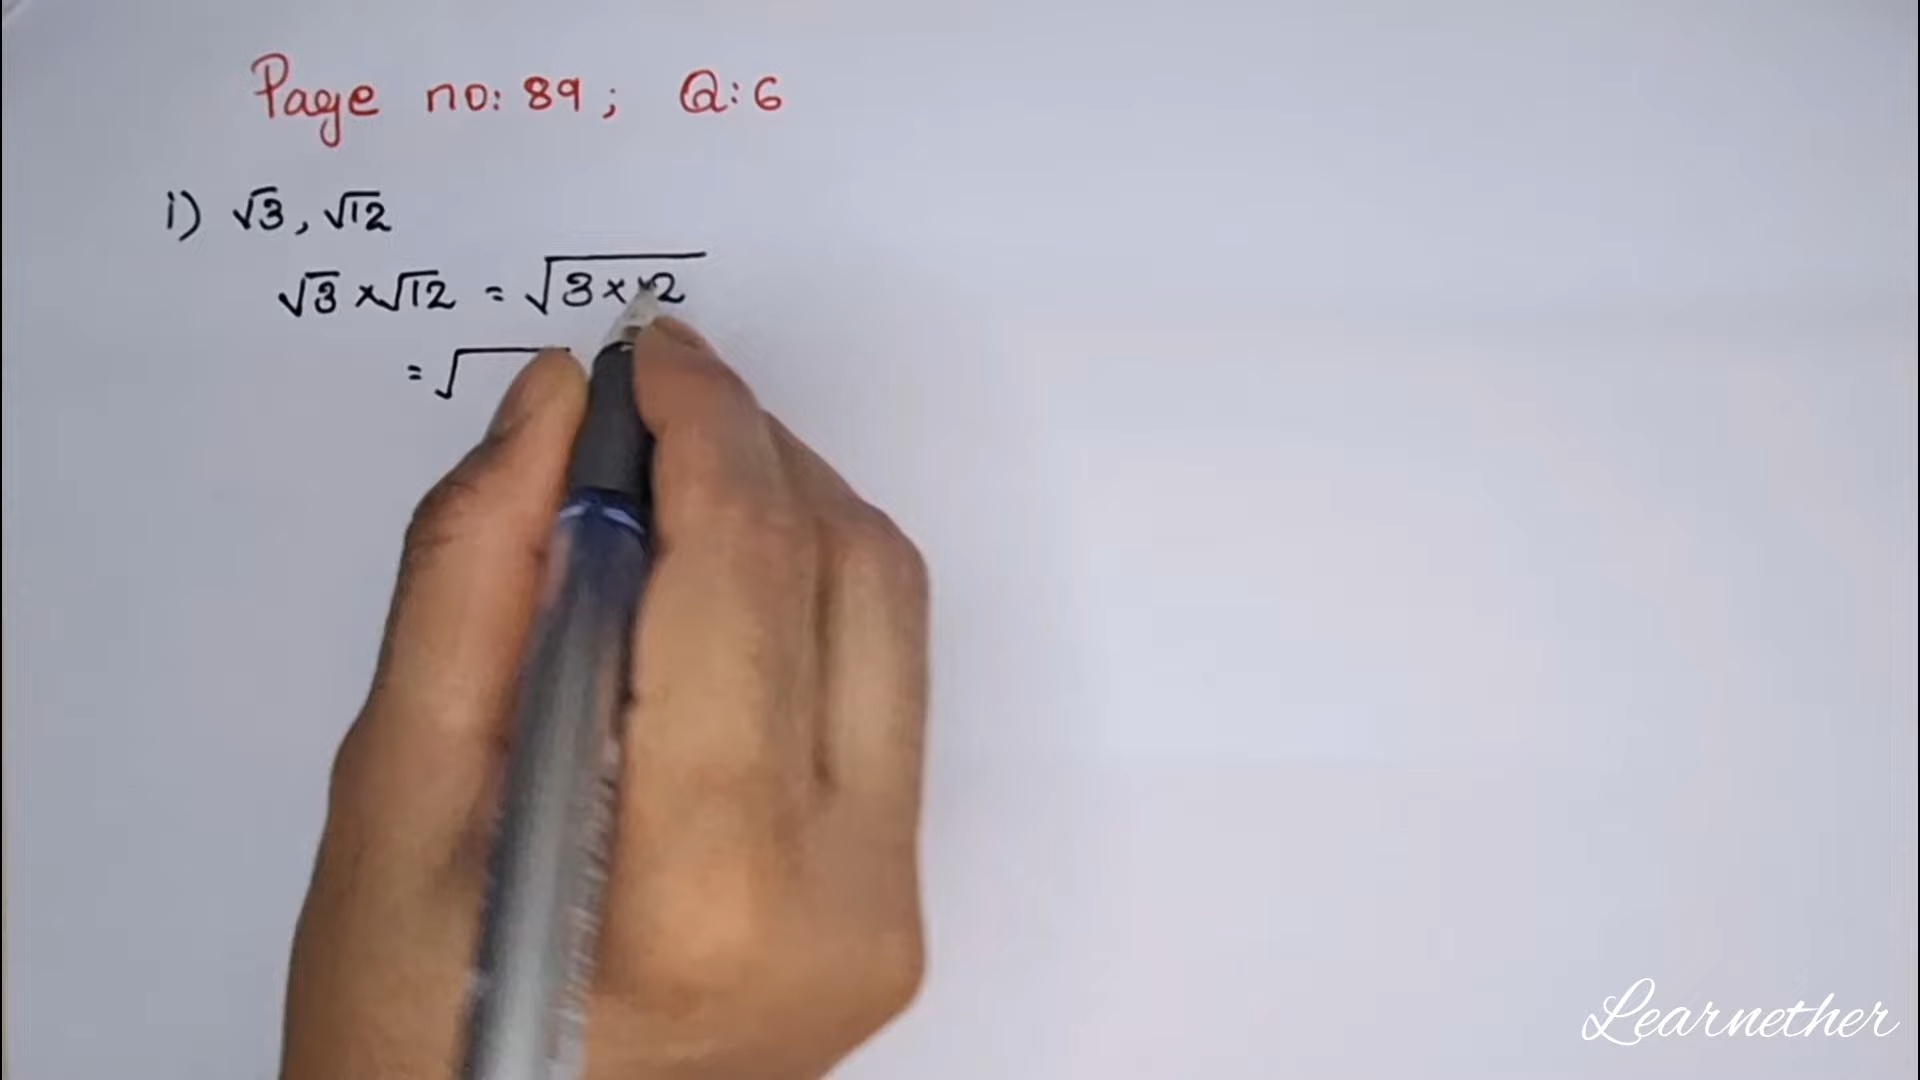 Page no: 89; Q: 6
i) √3, √12
√3 × √12 = √3×12
= √
Learnether